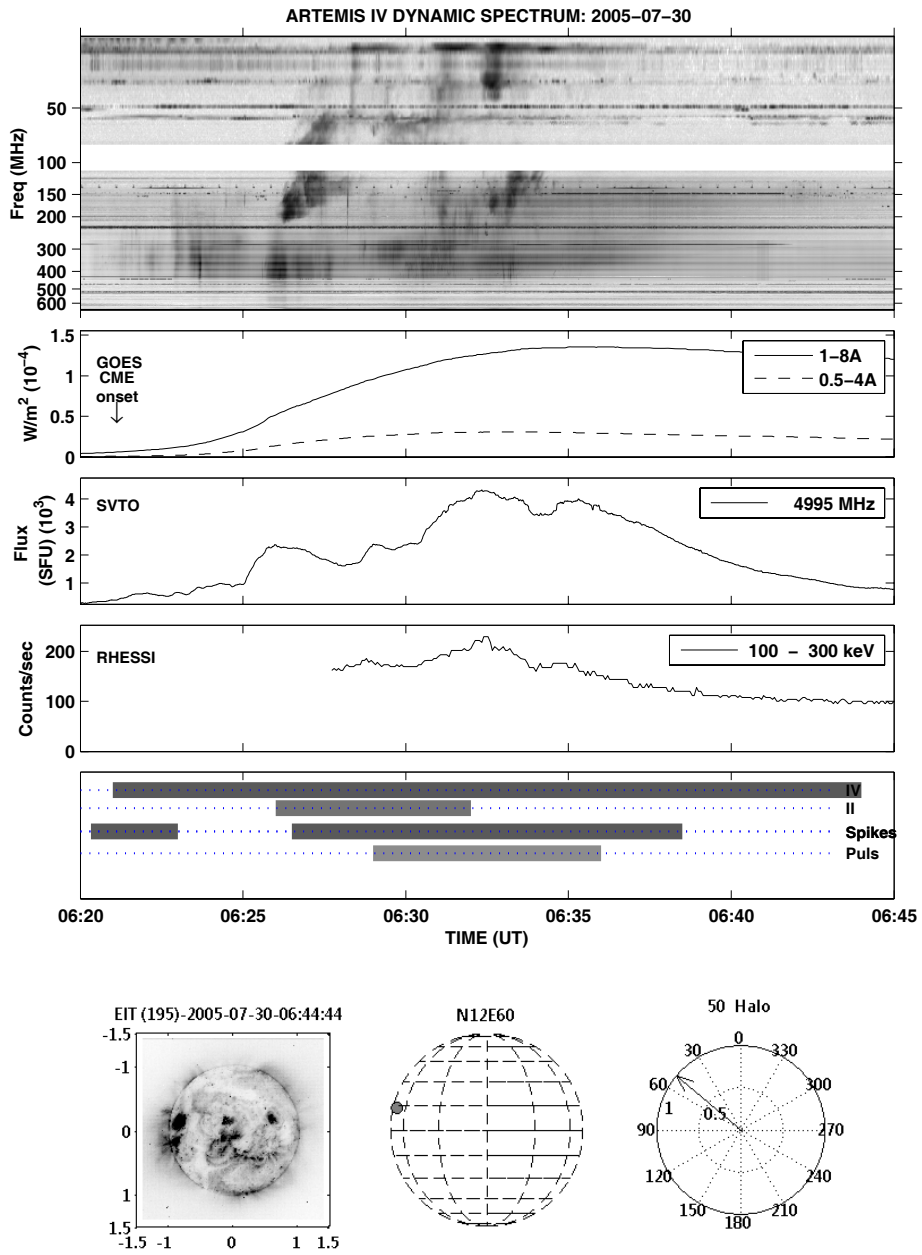 ARTEMIS IV DYNAMIC SPECTRUM: 2005−07−30
Freq (MHz)
50
100
150
200
300
400
500
600
W/m² (10⁻⁴)
1.5
1
0.5
0
GOES
CME
onset
1−8A
0.5−4A
Flux
(SFU) (10³)
4
3
2
1
SVTO
4995 MHz
Counts/sec
200
100
0
RHESSI
100 − 300 keV
IV
II
Spikes
Puls
06:20 06:25 06:30 06:35 06:40 06:45
TIME (UT)
EIT (195)-2005-07-30-06:44:44
-1.5
-1
0
1
1.5
-1.5 -1 0 1 1.5
N12E60
50 Halo
0
30 330
60 300
1 0.5
90 270
120 240
150 210
180